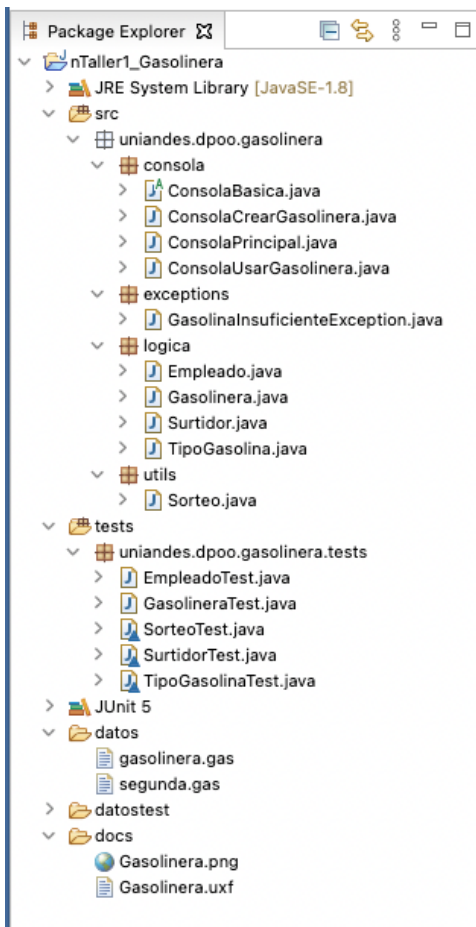 Package Explorer
nTaller1_Gasolinera
JRE System Library [JavaSE-1.8]
src
uniandes.dpoo.gasolinera
consola
ConsolaBasica.java
ConsolaCrearGasolinera.java
ConsolaPrincipal.java
ConsolaUsarGasolinera.java
exceptions
GasolinaInsuficienteException.java
logica
Empleado.java
Gasolinera.java
Surtidor.java
TipoGasolina.java
utils
Sorteo.java
tests
uniandes.dpoo.gasolinera.tests
EmpleadoTest.java
GasolineraTest.java
SorteoTest.java
SurtidorTest.java
TipoGasolinaTest.java
JUnit 5
datos
gasolinera.gas
segunda.gas
datostest
docs
Gasolinera.png
Gasolinera.uxf